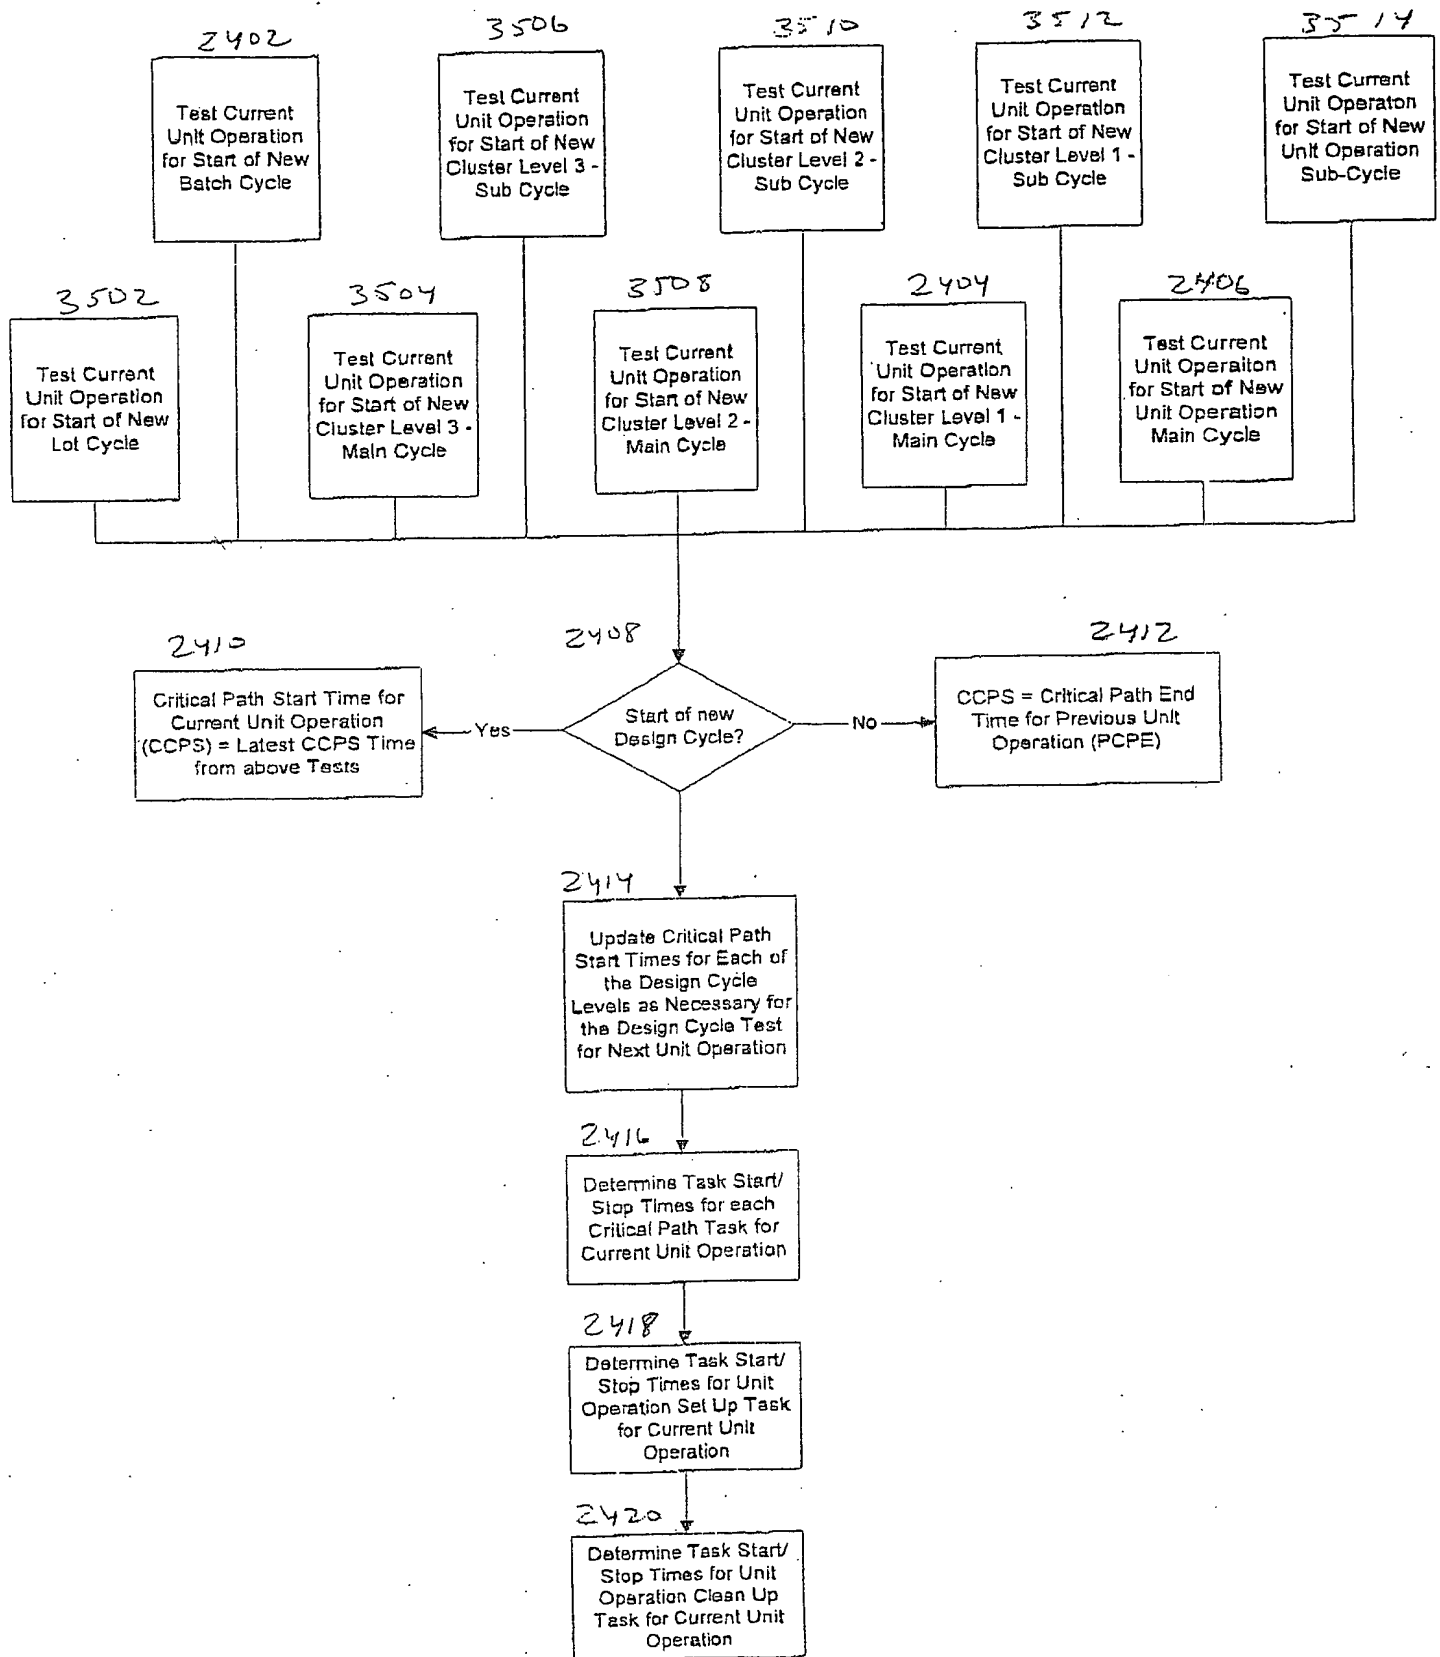 2402
Test Current
Unit Operation
for Start of New
Batch Cycle
3506
Test Current
Unit Operation
for Start of New
Cluster Level 3 -
Sub Cycle
3510
Test Current
Unit Operation
for Start of New
Cluster Level 2 -
Sub Cycle
3512
Test Current
Unit Operation
for Start of New
Cluster Level 1 -
Sub Cycle
3514
Test Current
Unit Operaton
for Start of New
Unit Operation
Sub-Cycle
3502
Test Current
Unit Operation
for Start of New
Lot Cycle
3504
Test Current
Unit Operation
for Start of New
Cluster Level 3 -
Main Cycle
3508
Test Current
Unit Operation
for Start of New
Cluster Level 2 -
Main Cycle
2404
Test Current
Unit Operation
for Start of New
Cluster Level 1 -
Main Cycle
2406
Test Current
Unit Operaiton
for Start of New
Unit Operation
Main Cycle
2408
Start of new
Design Cycle?
Yes
No
2410
Critical Path Start Time for
Current Unit Operation
(CCPS) = Latest CCPS Time
from above Tests
2412
CCPS = Critical Path End
Time for Previous Unit
Operation (PCPE)
2414
Update Critical Path
Start Times for Each of
the Design Cycle
Levels as Necessary for
the Design Cycle Test
for Next Unit Operation
2416
Determine Task Start/
Stop Times for each
Critical Path Task for
Current Unit Operation
2418
Determine Task Start/
Stop Times for Unit
Operation Set Up Task
for Current Unit
Operation
2420
Determine Task Start/
Stop Times for Unit
Operation Clean Up
Task for Current Unit
Operation